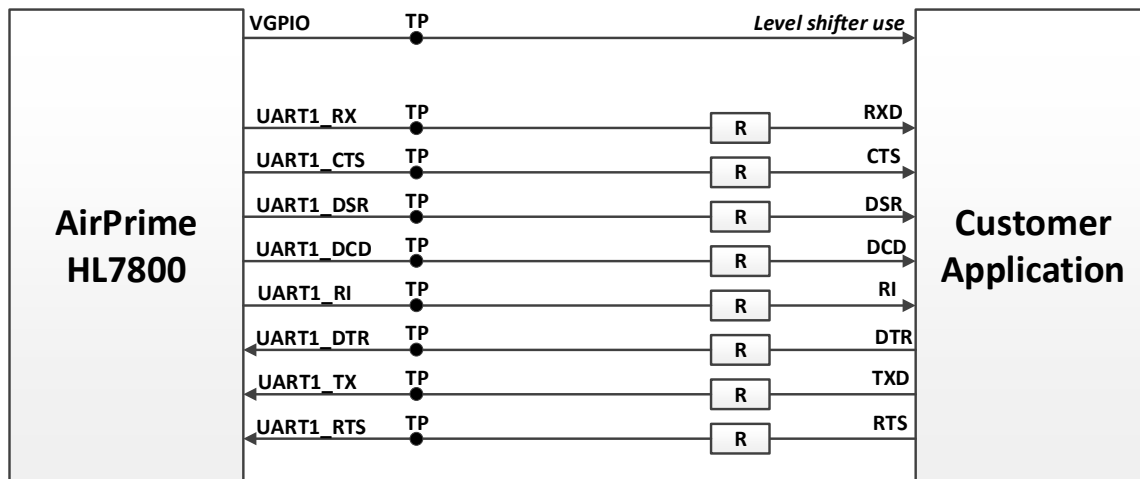 VGPIO TP Level shifter use
UART1_RX TP R RXD
UART1_CTS TP R CTS
UART1_DSR TP R DSR
AirPrime
HL7800
UART1_DCD TP R DCD
Customer
Application
UART1_RI TP R RI
UART1_DTR TP R DTR
UART1_TX TP R TXD
UART1_RTS TP R RTS